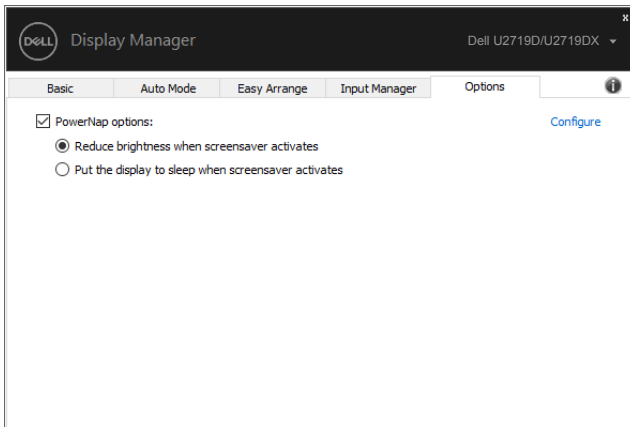 x
DELL Display Manager Dell U2719D/U2719DX
Basic Auto Mode Easy Arrange Input Manager Options i
PowerNap options: Configure
Reduce brightness when screensaver activates
Put the display to sleep when screensaver activates